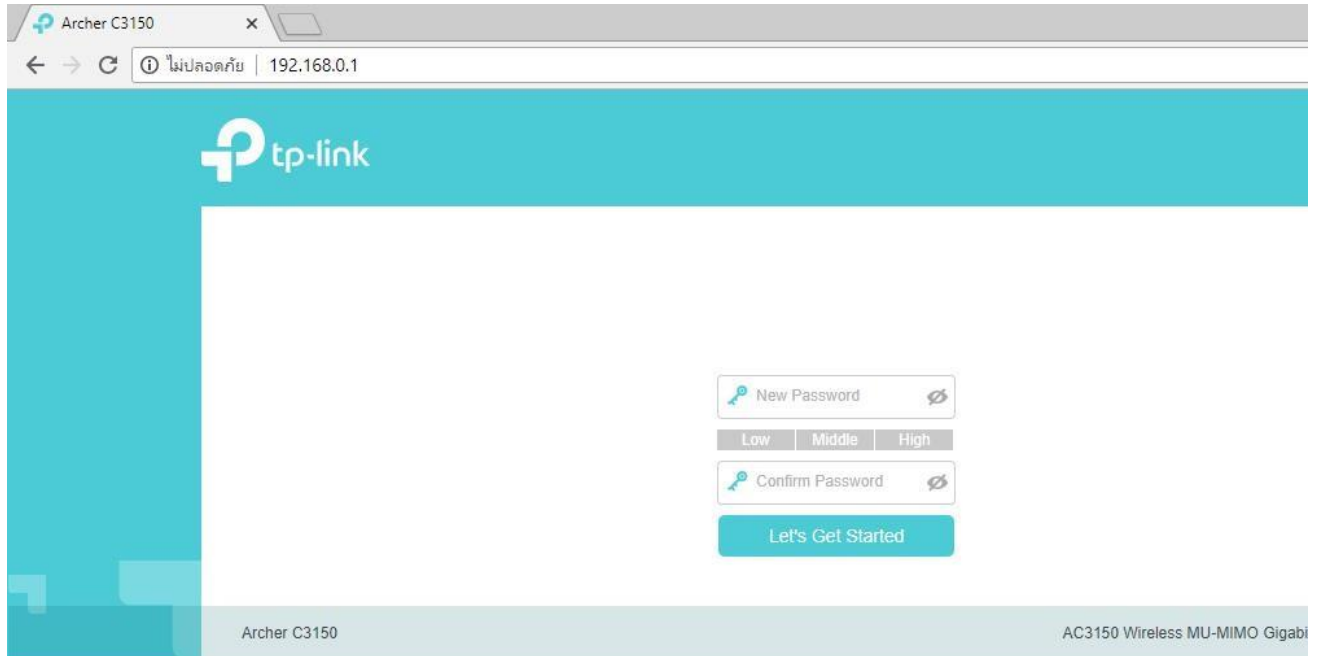 Archer C3150
ไม่ปลอดภัย 192.168.0.1
tp-link
New Password
Low Middle High
Confirm Password
Let's Get Started
Archer C3150 AC3150 Wireless MU-MIMO Gigabi